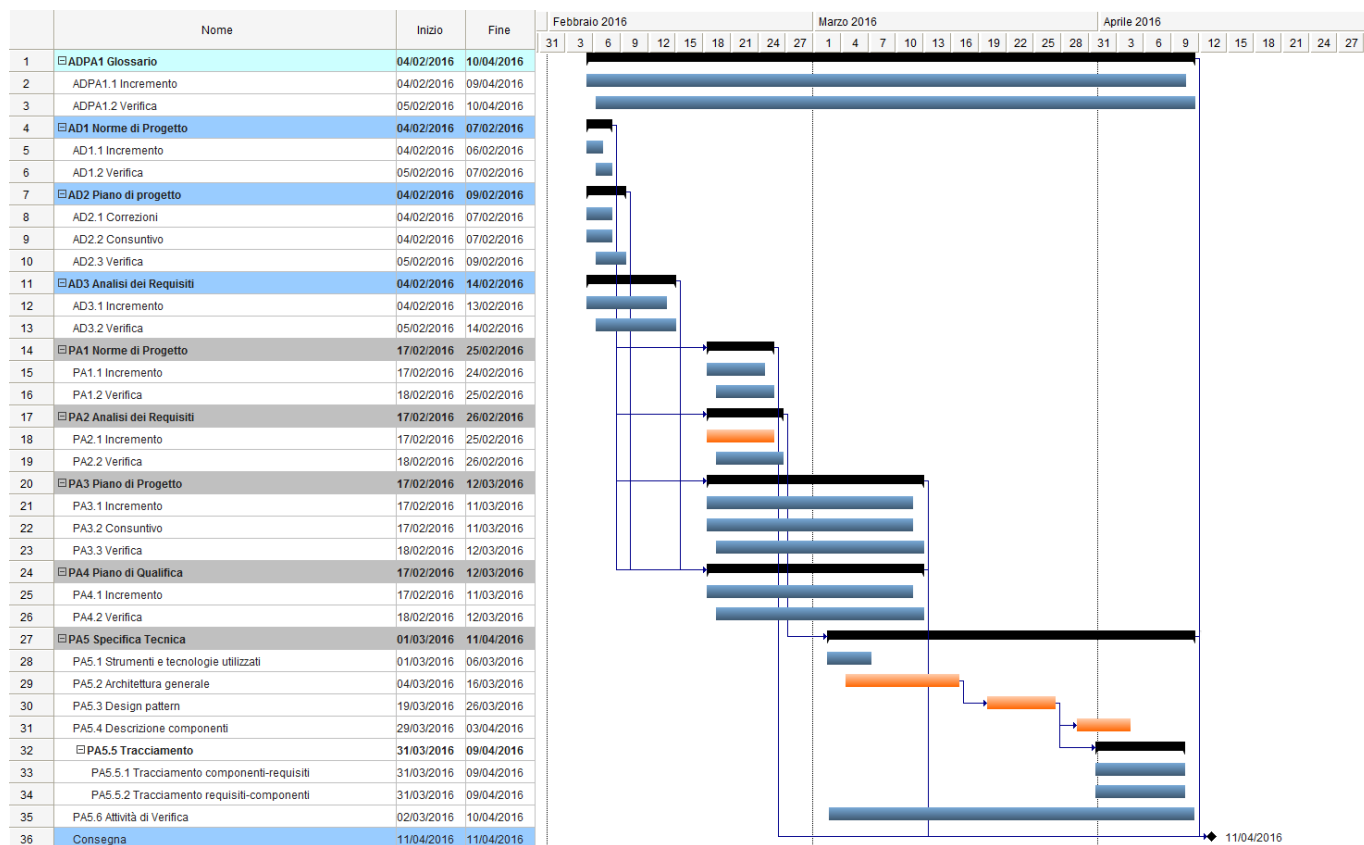 Nome Inizio Fine
Febbraio 2016 Marzo 2016 Aprile 2016
31 3 6 9 12 15 18 21 24 27 1 4 7 10 13 16 19 22 25 28 31 3 6 9 12 15 18 21 24 27
1 ADPA1 Glossario 04/02/2016 10/04/2016
2 ADPA1.1 Incremento 04/02/2016 09/04/2016
3 ADPA1.2 Verifica 05/02/2016 10/04/2016
4 AD1 Norme di Progetto 04/02/2016 07/02/2016
5 AD1.1 Incremento 04/02/2016 06/02/2016
6 AD1.2 Verifica 05/02/2016 07/02/2016
7 AD2 Piano di progetto 04/02/2016 09/02/2016
8 AD2.1 Correzioni 04/02/2016 07/02/2016
9 AD2.2 Consuntivo 04/02/2016 07/02/2016
10 AD2.3 Verifica 05/02/2016 09/02/2016
11 AD3 Analisi dei Requisiti 04/02/2016 14/02/2016
12 AD3.1 Incremento 04/02/2016 13/02/2016
13 AD3.2 Verifica 05/02/2016 14/02/2016
14 PA1 Norme di Progetto 17/02/2016 25/02/2016
15 PA1.1 Incremento 17/02/2016 24/02/2016
16 PA1.2 Verifica 18/02/2016 25/02/2016
17 PA2 Analisi dei Requisiti 17/02/2016 26/02/2016
18 PA2.1 Incremento 17/02/2016 25/02/2016
19 PA2.2 Verifica 18/02/2016 26/02/2016
20 PA3 Piano di Progetto 17/02/2016 12/03/2016
21 PA3.1 Incremento 17/02/2016 11/03/2016
22 PA3.2 Consuntivo 17/02/2016 11/03/2016
23 PA3.3 Verifica 18/02/2016 12/03/2016
24 PA4 Piano di Qualifica 17/02/2016 12/03/2016
25 PA4.1 Incremento 17/02/2016 11/03/2016
26 PA4.2 Verifica 18/02/2016 12/03/2016
27 PA5 Specifica Tecnica 01/03/2016 11/04/2016
28 PA5.1 Strumenti e tecnologie utilizzati 01/03/2016 06/03/2016
29 PA5.2 Architettura generale 04/03/2016 16/03/2016
30 PA5.3 Design pattern 19/03/2016 26/03/2016
31 PA5.4 Descrizione componenti 29/03/2016 03/04/2016
32 PA5.5 Tracciamento 31/03/2016 09/04/2016
33 PA5.5.1 Tracciamento componenti-requisiti 31/03/2016 09/04/2016
34 PA5.5.2 Tracciamento requisiti-componenti 31/03/2016 09/04/2016
35 PA5.6 Attività di Verifica 02/03/2016 10/04/2016
36 Consegna 11/04/2016 11/04/2016 11/04/2016